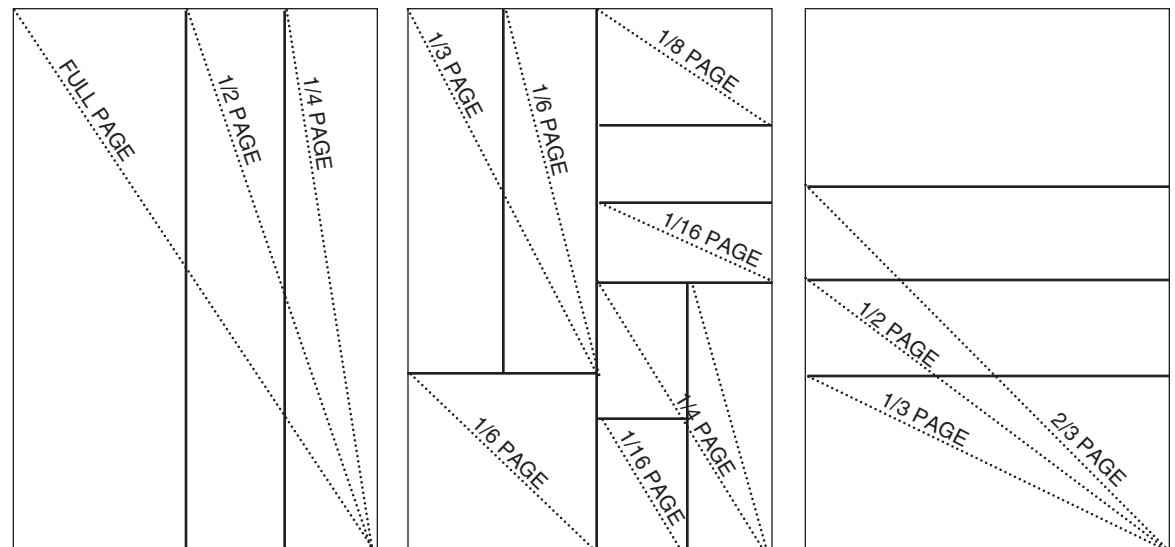 FULL PAGE
1/2 PAGE
1/4 PAGE
1/3 PAGE
1/6 PAGE
1/8 PAGE
1/16 PAGE
1/6 PAGE
1/4 PAGE
1/16 PAGE
1/2 PAGE
1/3 PAGE
2/3 PAGE